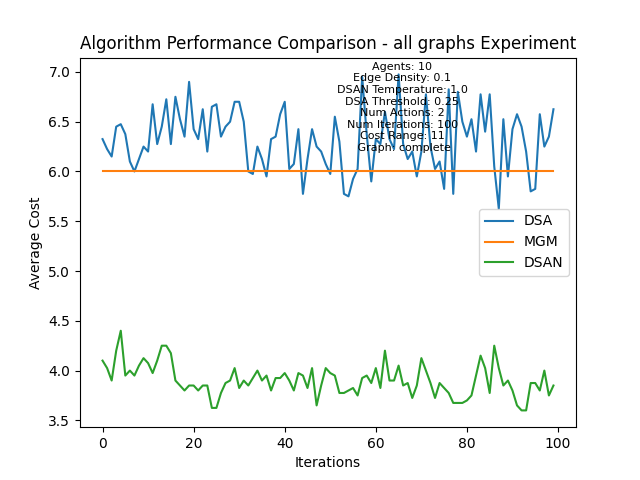 Algorithm Performance Comparison - all graphs Experiment
Agents: 10
Edge Density: 0.1
DSAN Temperature: 1.0
DSA Threshold: 0.25
Num Actions: 2
Num Iterations: 100
Cost Range: 11
Graph complete
7.0
6.5
6.0
5.5
5.0
4.5
4.0
3.5
Average Cost
DSA
MGM
DSAN
0 20 40 60 80 100
Iterations